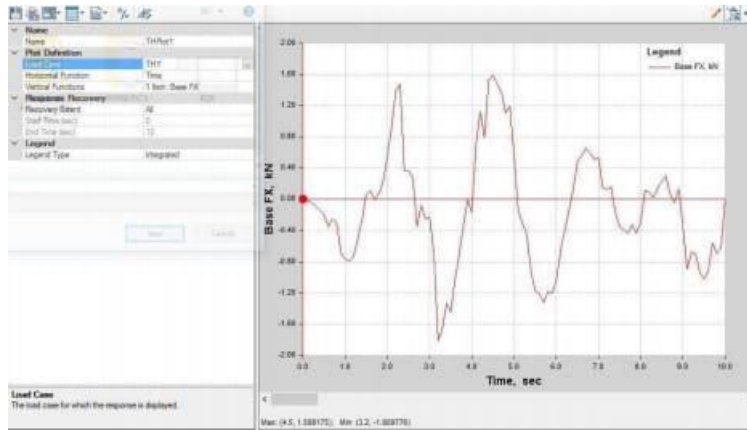 Name
Name THPlot1
Plot Definition
Load Case THY
Horizontal Function Time
Vertical Functions 1 Item: Base FX
Response Recovery
Recovery Extent All
Start Time (sec) 0
End Time (sec) 10
Legend
Legend Type Integrated
Save Cancel
Load Case
The load case for which the response is displayed.
Legend
Base FX, kN
2.00
1.20
0.80
0.40
0.00
-0.40
-0.80
-1.20
-1.60
-2.00
Base FX, kN
0.0 1.0 2.0 3.0 4.0 5.0 6.0 7.0 8.0 9.0 10.0
Time, sec
Max: (4.5, 1.588175); Min: (3.2, -1.809776)